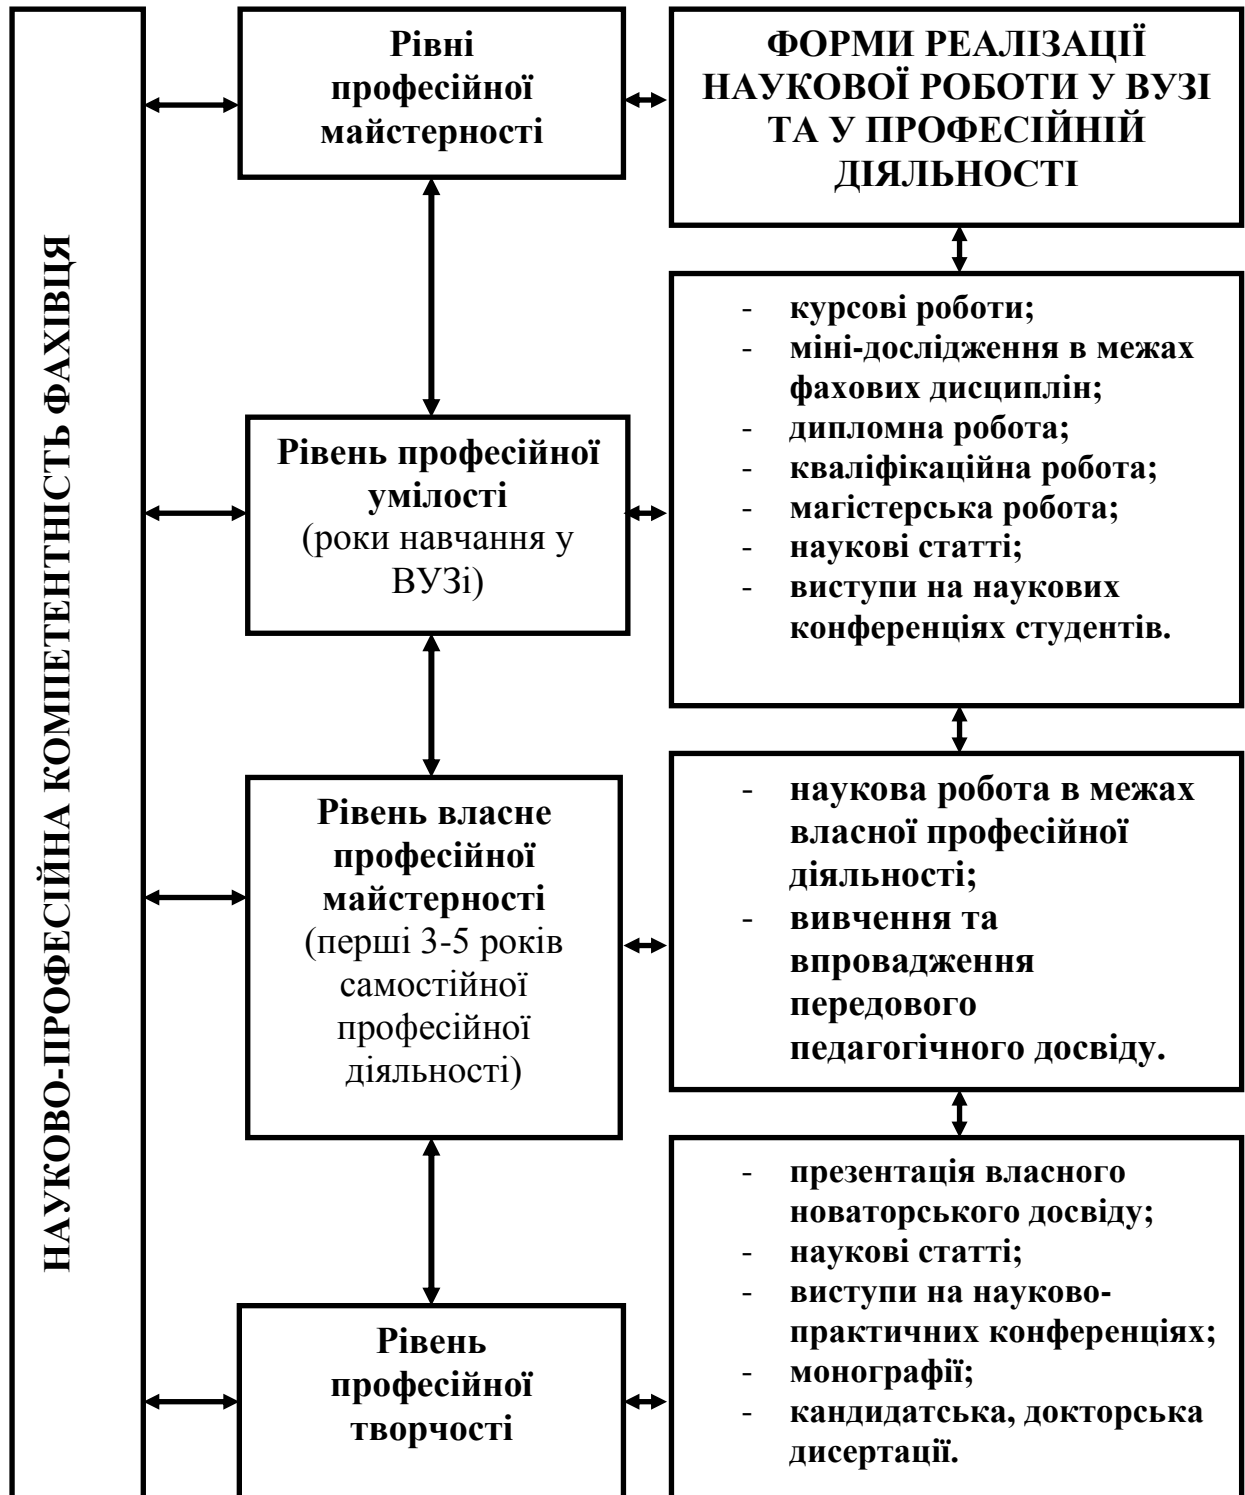 НАУКОВО-ПРОФЕСІЙНА КОМПЕТЕНТНІСТЬ ФАХІВЦЯ
Рівні
професійної
майстерності
ФОРМИ РЕАЛІЗАЦІЇ
НАУКОВОЇ РОБОТИ У ВУЗІ
ТА У ПРОФЕСІЙНІЙ
ДІЯЛЬНОСТІ
Рівень професійної
умілості
(роки навчання у
ВУЗі)
- курсові роботи;
- міні-дослідження в межах
фахових дисциплін;
- дипломна робота;
- кваліфікаційна робота;
- магістерська робота;
- наукові статті;
- виступи на наукових
конференціях студентів.
Рівень власне
професійної
майстерності
(перші 3-5 років
самостійної
професійної
діяльності)
- наукова робота в межах
власної професійної
діяльності;
- вивчення та
впровадження
передового
педагогічного досвіду.
Рівень
професійної
творчості
- презентація власного
новаторського досвіду;
- наукові статті;
- виступи на науково-
практичних конференціях;
- монографії;
- кандидатська, докторська
дисертації.